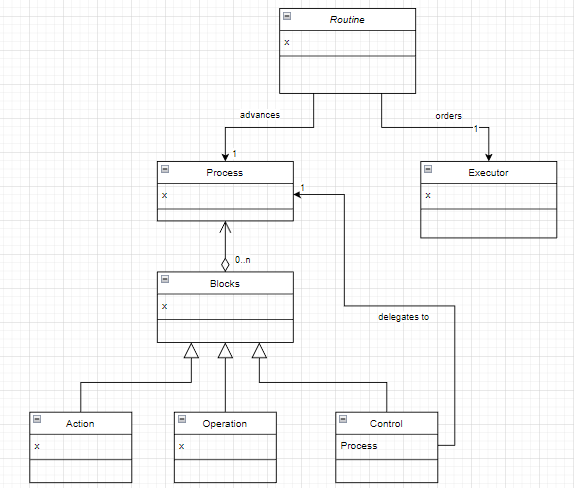 Routine
x
advances
orders
1
1
Process
x
Executor
x
1
0..n
Blocks
x
delegates to
Action
x
Operation
x
Control
Process